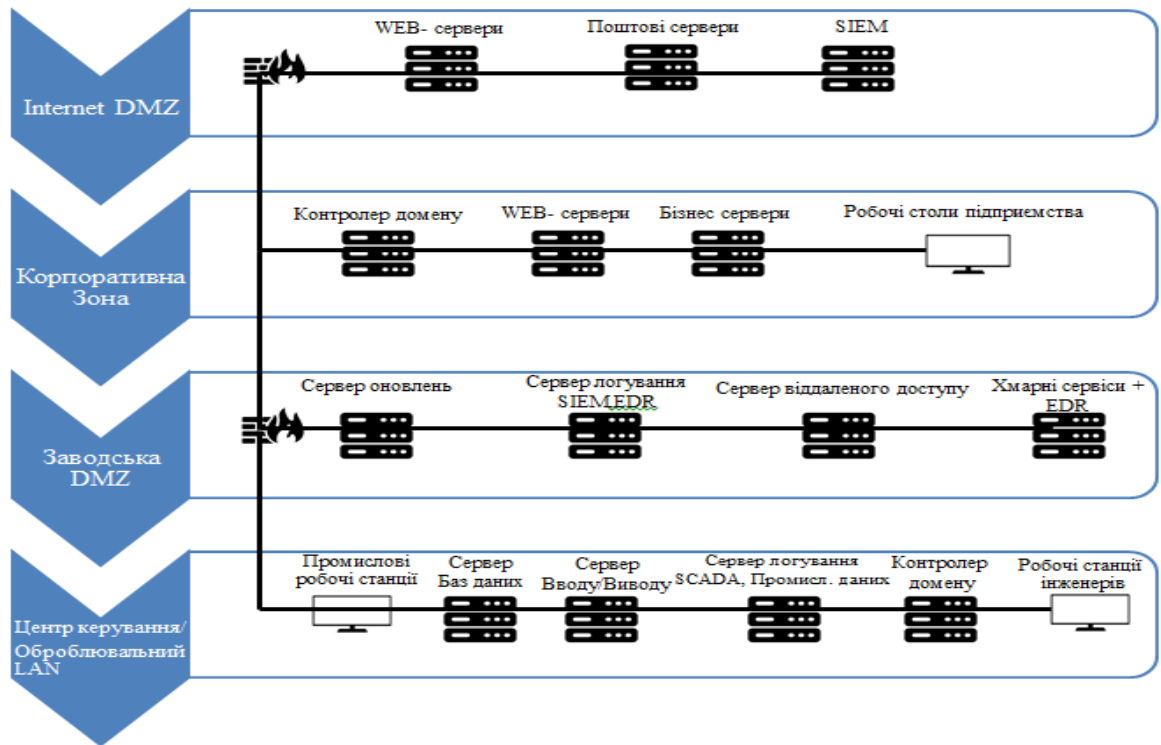 WEB- сервери
Поштові сервери
SIEM
Internet DMZ
Контролер домену
WEB- сервери
Бізнес сервери
Робочі столи підприємства
Корпоративна
Зона
Сервер оновлень
Сервер логування
SIEM,EDR
Сервер віддаленого доступу
Хмарні сервіси +
EDR
Заводська
DMZ
Промислові
робочі станції
Сервер
Баз даних
Сервер
Вводу/Виводу
Сервер логування
SCADA, Промисл. даних
Контролер
домену
Робочі станції
інженерів
Центр керування/
Оброблювальний
LAN